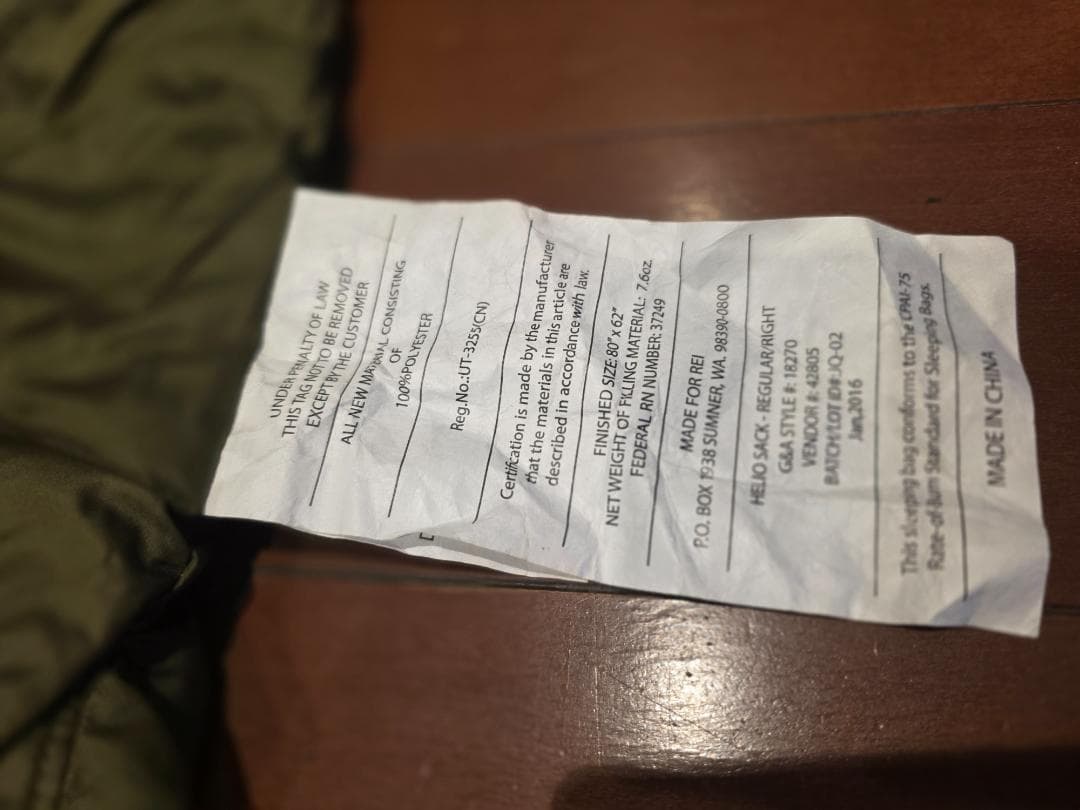 UNDER PENALTY OF LAW
THIS TAG NOT TO BE REMOVED
EXCEPT BY THE CUSTOMER
ALL NEW MATERIAL CONSISTING
OF
100%POLYESTER
Reg.No.:UT-3255(CN)
Certification is made by the manufacturer
that the materials in this article are
described in accordance with law.
FINISHED SIZE:80"x 62"
NET WEIGHT OF FILLING MATERIAL: 7.6oz.
FEDERAL RN NUMBER: 37249
MADE FOR REI
P.O. BOX 1938 SUMNER, WA. 98390-0800
HELIO SACK - REGULAR/RIGHT
G&A STYLE #: 18270
VENDOR #: 42805
BATCH/LOT ID#:JQ-02
Jan,2016
This sleeping bag conforms to the CPAI-75
Rate-of-Burn Standard for Sleeping Bags.
MADE IN CHINA